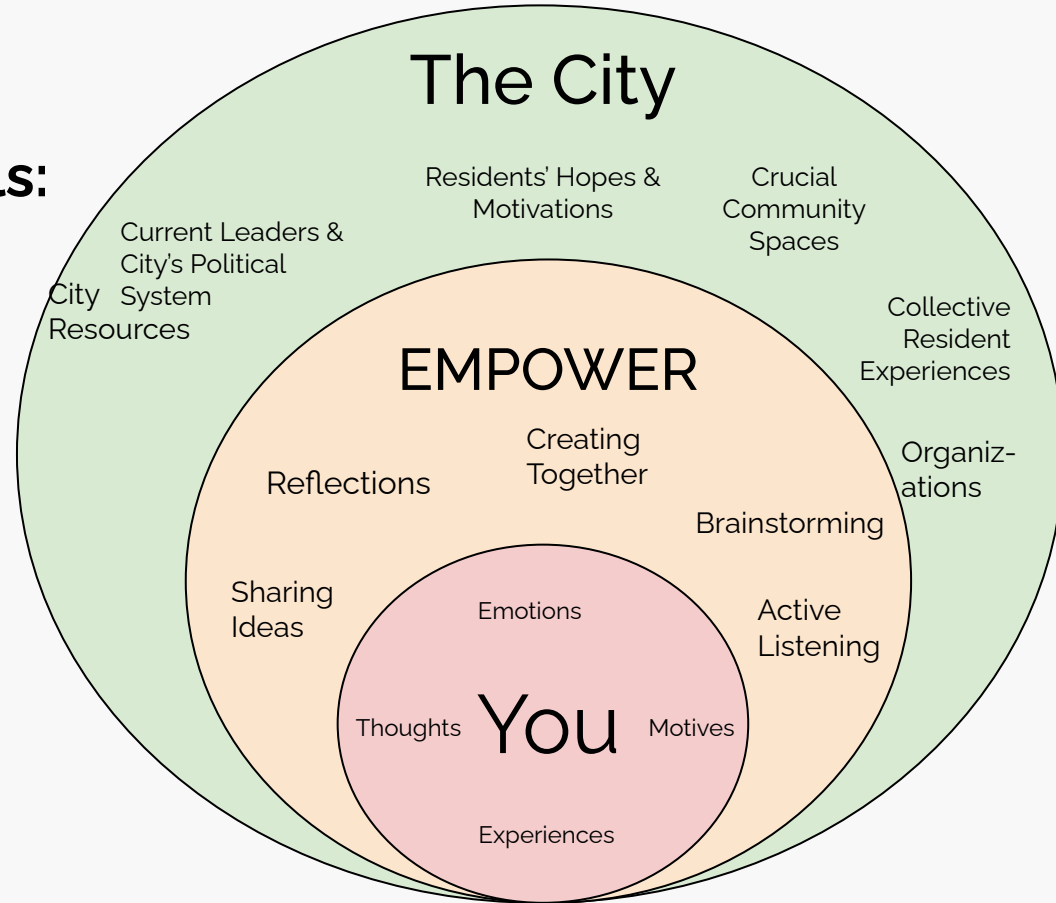 The City
s:
Residents’ Hopes &
Motivations
Crucial
Community
Spaces
Current Leaders &
City’s Political
System
City
Resources
Collective
Resident
Experiences
Organiz-
ations
EMPOWER
Creating
Together
Reflections
Brainstorming
Sharing
Ideas
Active
Listening
Emotions
You
Thoughts
Motives
Experiences